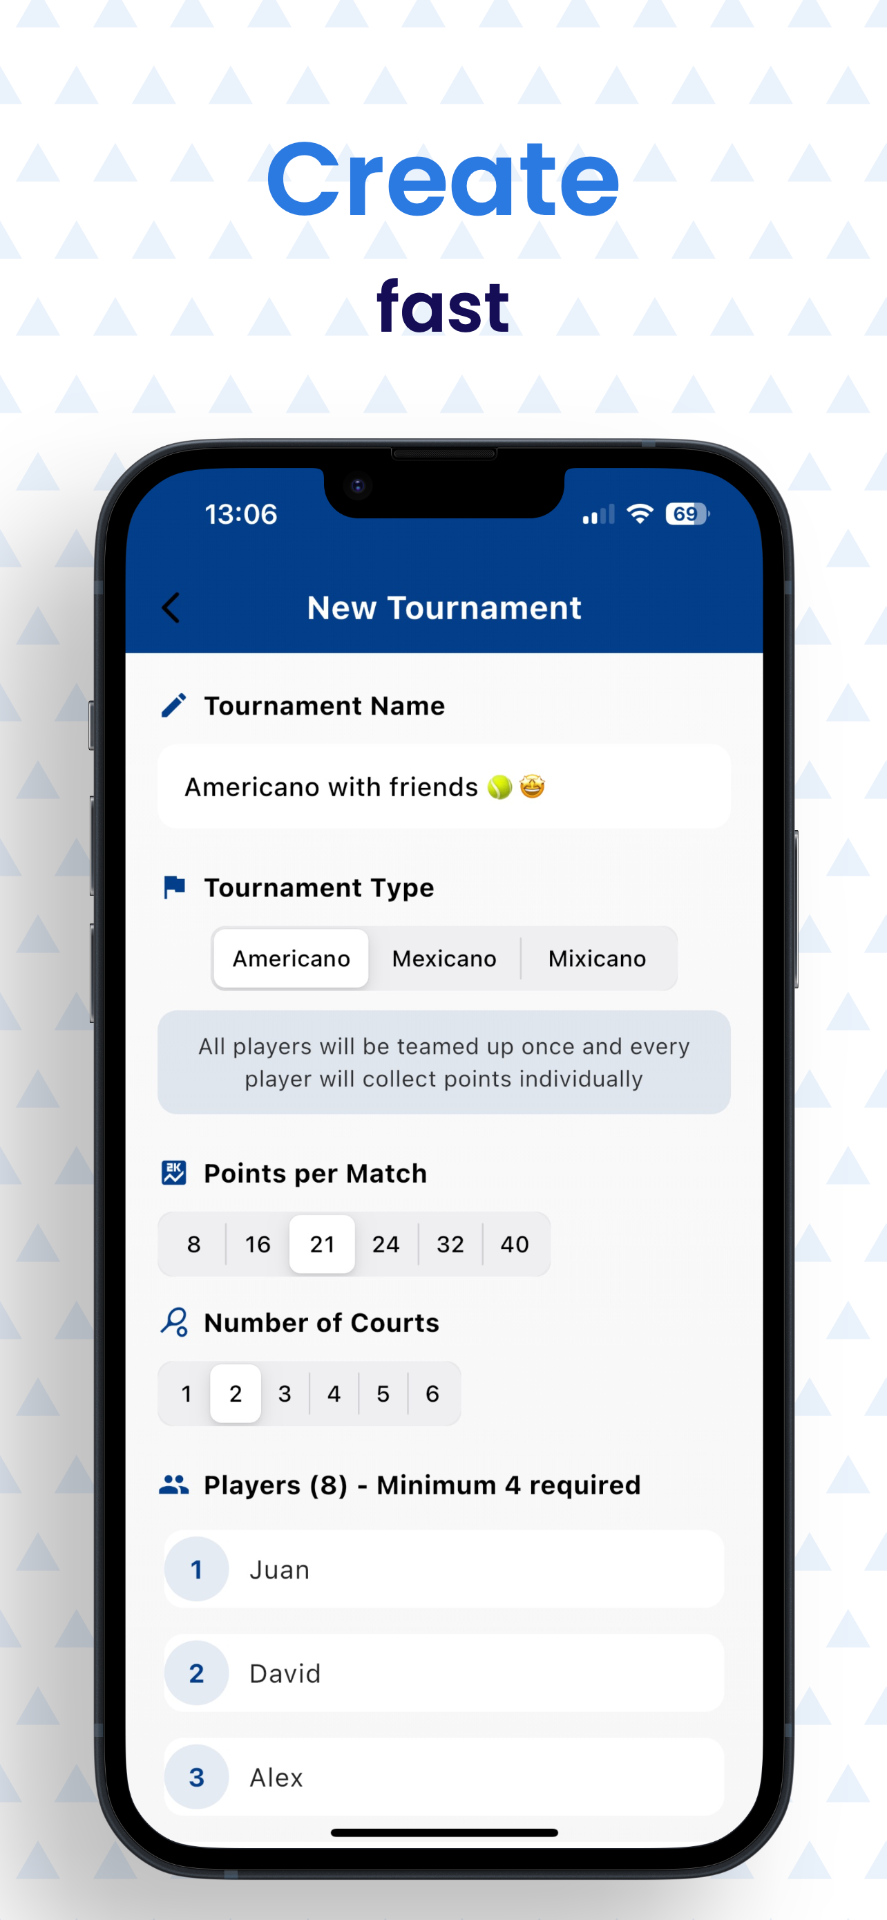 Create
fast
13:06
69
New Tournament
Tournament Name
Americano with friends 🎾🤩
Tournament Type
Americano Mexicano Mixicano
All players will be teamed up once and every
player will collect points individually
2K
Points per Match
8 16 21 24 32 40
Number of Courts
1 2 3 4 5 6
Players (8) - Minimum 4 required
1 Juan
2 David
3 Alex